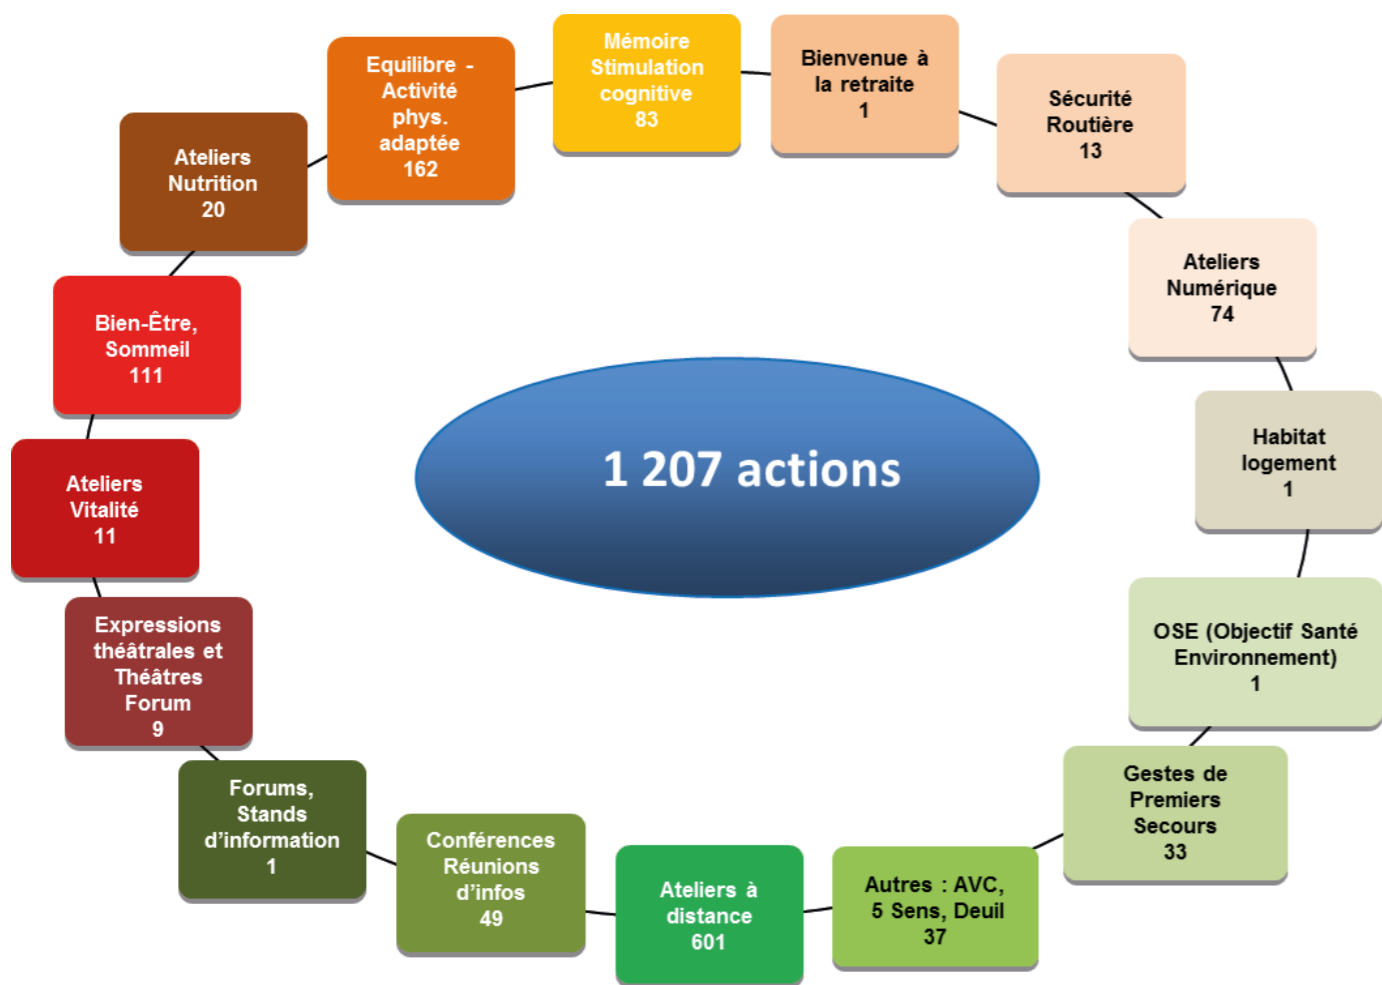 Mémoire
Stimulation
cognitive
83
Bienvenue à
la retraite
1
Sécurité
Routière
13
Ateliers
Numérique
74
Habitat
logement
1
OSE (Objectif Santé
Environnement)
1
Gestes de
Premiers
Secours
33
Autres : AVC,
5 Sens, Deuil
37
Ateliers à
distance
601
Conférences
Réunions
d’infos
49
Forums,
Stands
d’information
1
Expressions
théâtrales et
Théâtres
Forum
9
Ateliers
Vitalité
11
Bien-Être,
Sommeil
111
Ateliers
Nutrition
20
Equilibre -
Activité
phys.
adaptée
162
1 207 actions